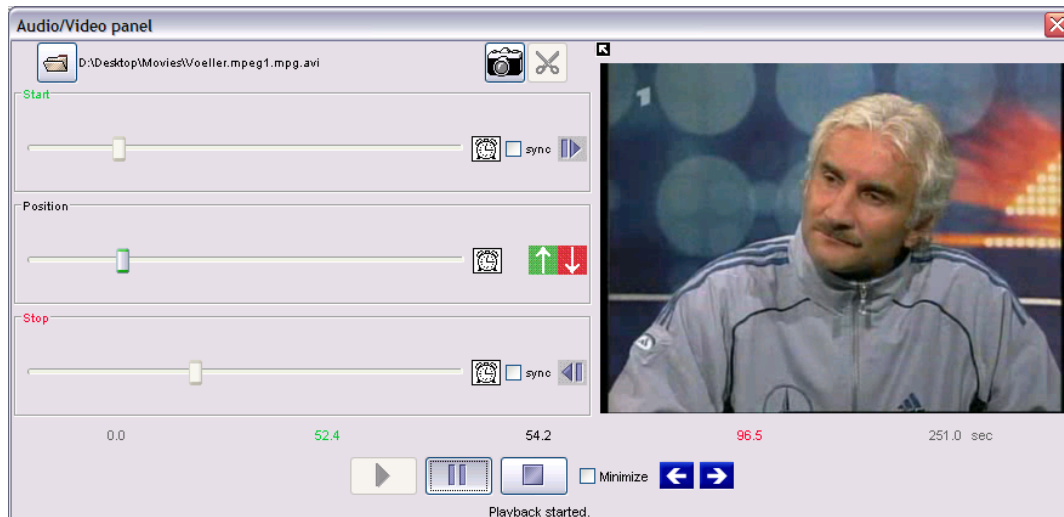 Audio/Video panel
D:\Desktop\Movies\Voeller.mpeg1.mpg.avi
Start
sync
Position
Stop
sync
0.0 52.4 54.2 96.5 251.0 sec
Minimize
Playback started.